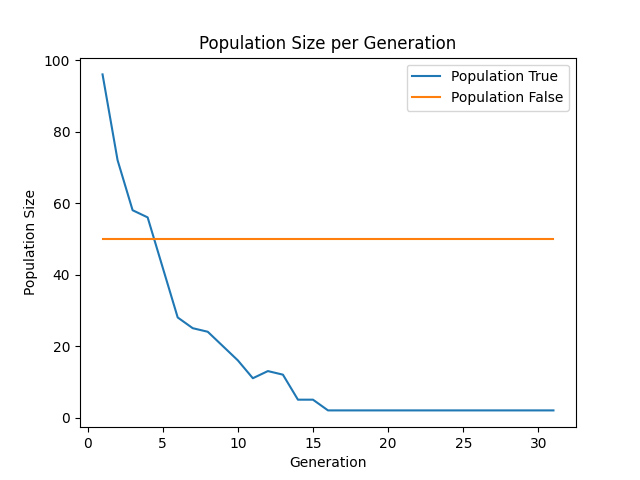 Population Size per Generation
Population True
Population False
Population Size
100
80
60
40
20
0
0 5 10 15 20 25 30
Generation